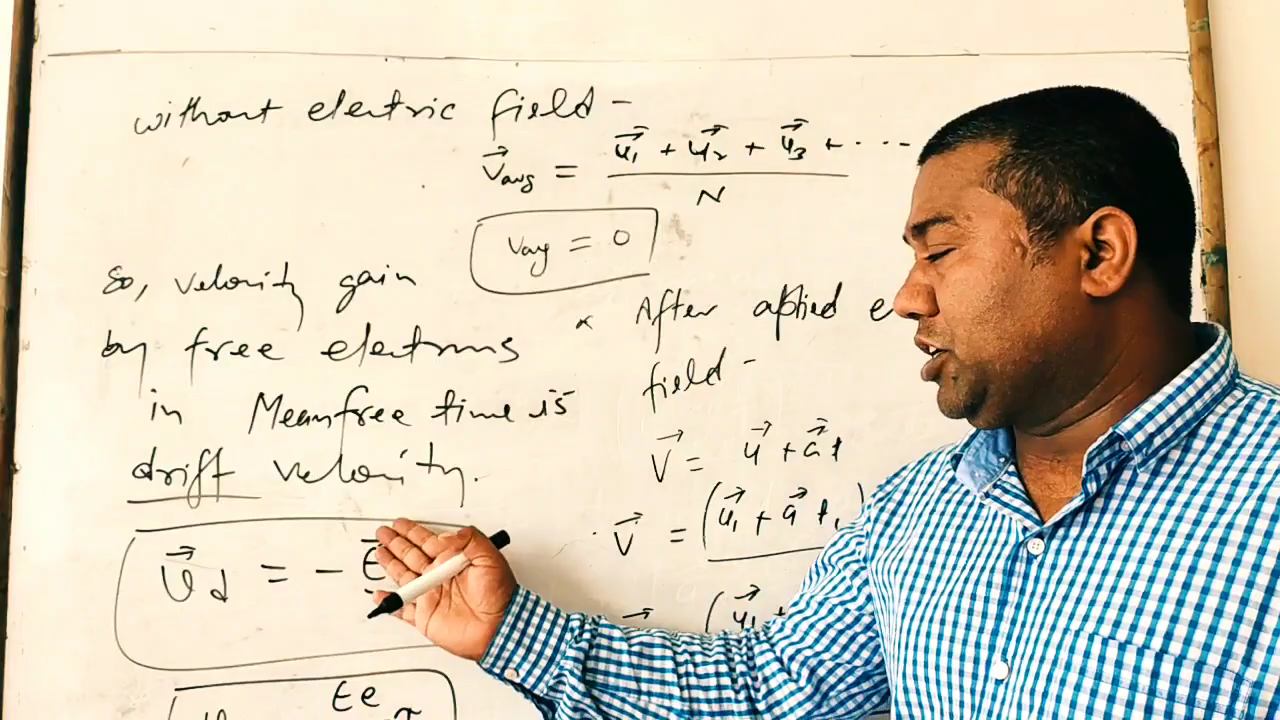 without electric field -
v⃗avg = u⃗1 + u⃗2 + u⃗3 + ....
N
vavg = 0
So, velocity gain
by free electrons
in Meanfree time is
drift velocity.
v⃗d = - E⃗
Ee
τ
× After applied e
field -
V⃗ = u⃗ + a⃗ t
V⃗ = (u⃗1 + a⃗ t1)
(u⃗1 +